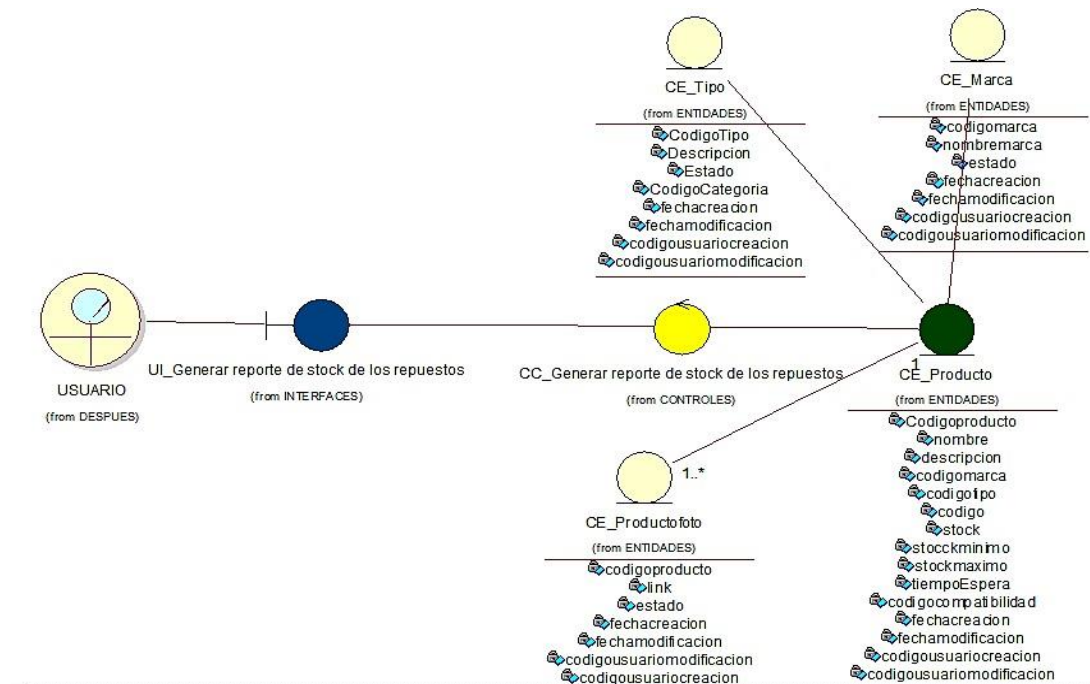 CE_Tipo
(from ENTIDADES)
CodigoTipo
Descripcion
Estado
CodigoCategoria
fechacreacion
fechamodificacion
codigousuariocreacion
codigousuariomodificacion
CE_Marca
(from ENTIDADES)
codigomarca
nombremarca
estado
fechacreacion
fechamodificacion
codigousuariocreacion
codigousuariomodificacion
USUARIO
(from DESPUES)
UI_Generar reporte de stock de los repuestos
(from INTERFACES)
CC_Generar reporte de stock de los repuestos
(from CONTROLES)
1
CE_Producto
(from ENTIDADES)
Codigoproducto
nombre
descripcion
codigomarca
codigotipo
codigo
stock
stocckminimo
stockmaximo
tiempoEspera
codigocompatibilidad
fechacreacion
fechamodificacion
codigousuariocreacion
codigousuariomodificacion
1..*
CE_Productofoto
(from ENTIDADES)
codigoproducto
link
estado
fechacreacion
fechamodificacion
codigousuariomodificacion
codigousuariocreacion